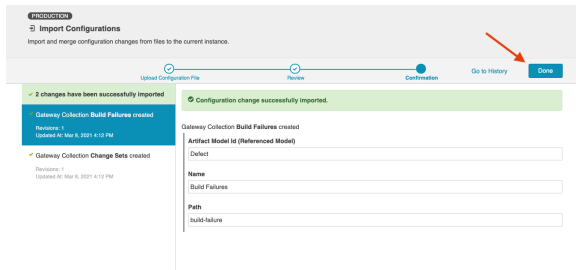 PRODUCTION
Import Configurations
Import and merge configuration changes from files to the current instance.
Upload Configuration File
Review
Confirmation
Go to History
Done
2 changes have been successfully imported
Gateway Collection Build Failures created
Revisions: 1
Updated At: Mar 8, 2021 4:12 PM
Gateway Collection Change Sets created
Revisions: 1
Updated At: Mar 8, 2021 4:12 PM
Configuration change successfully imported.
Gateway Collection Build Failures created
Artifact Model Id (Referenced Model)
Defect
Name
Build Failures
Path
build-failure